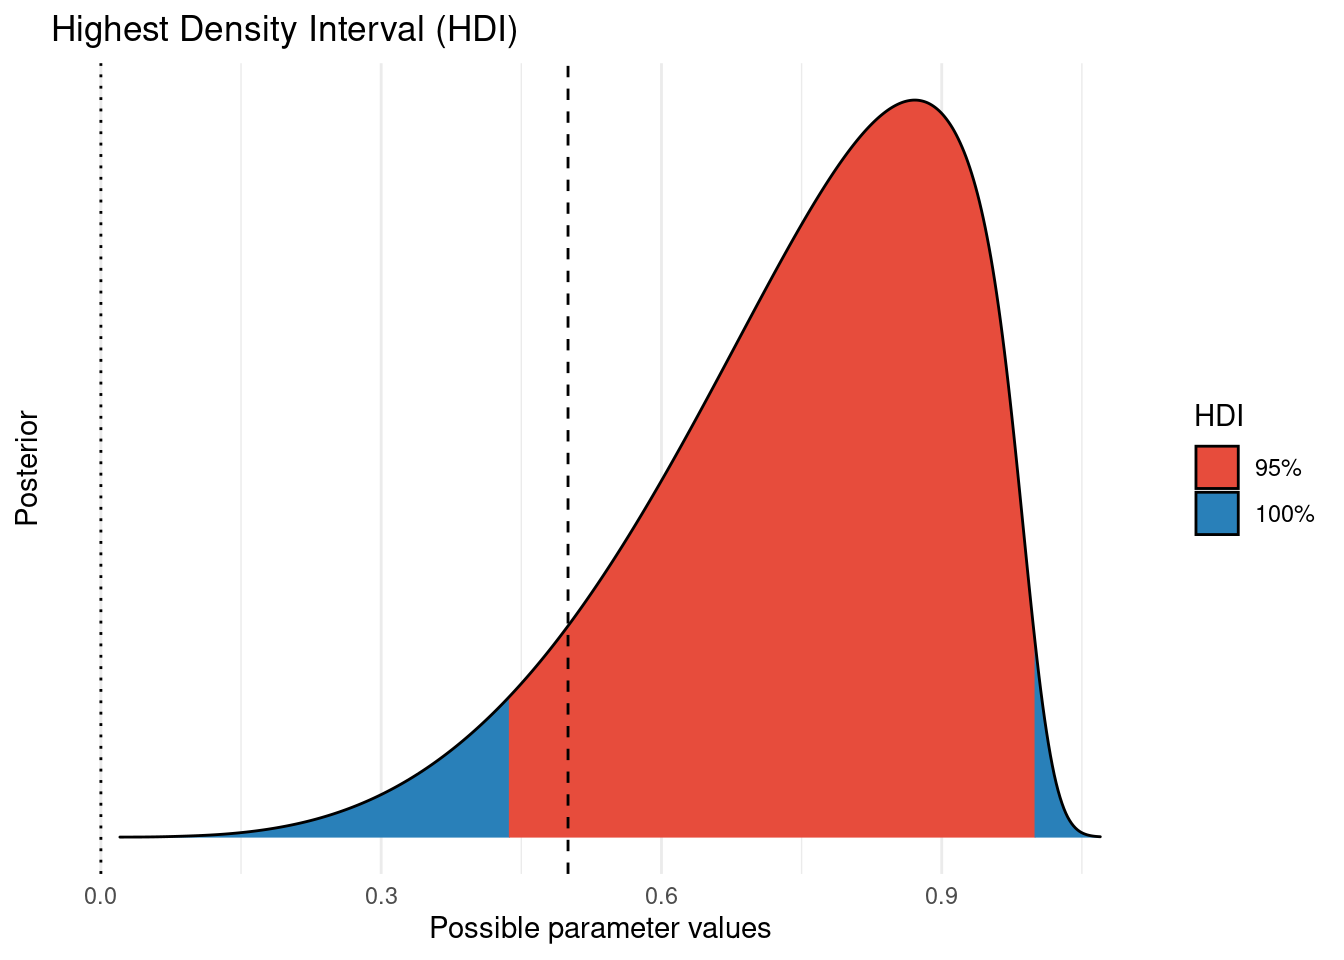 Highest Density Interval (HDI)
Posterior
HDI
95%
100%
0.0
0.3
0.6
0.9
Possible parameter values